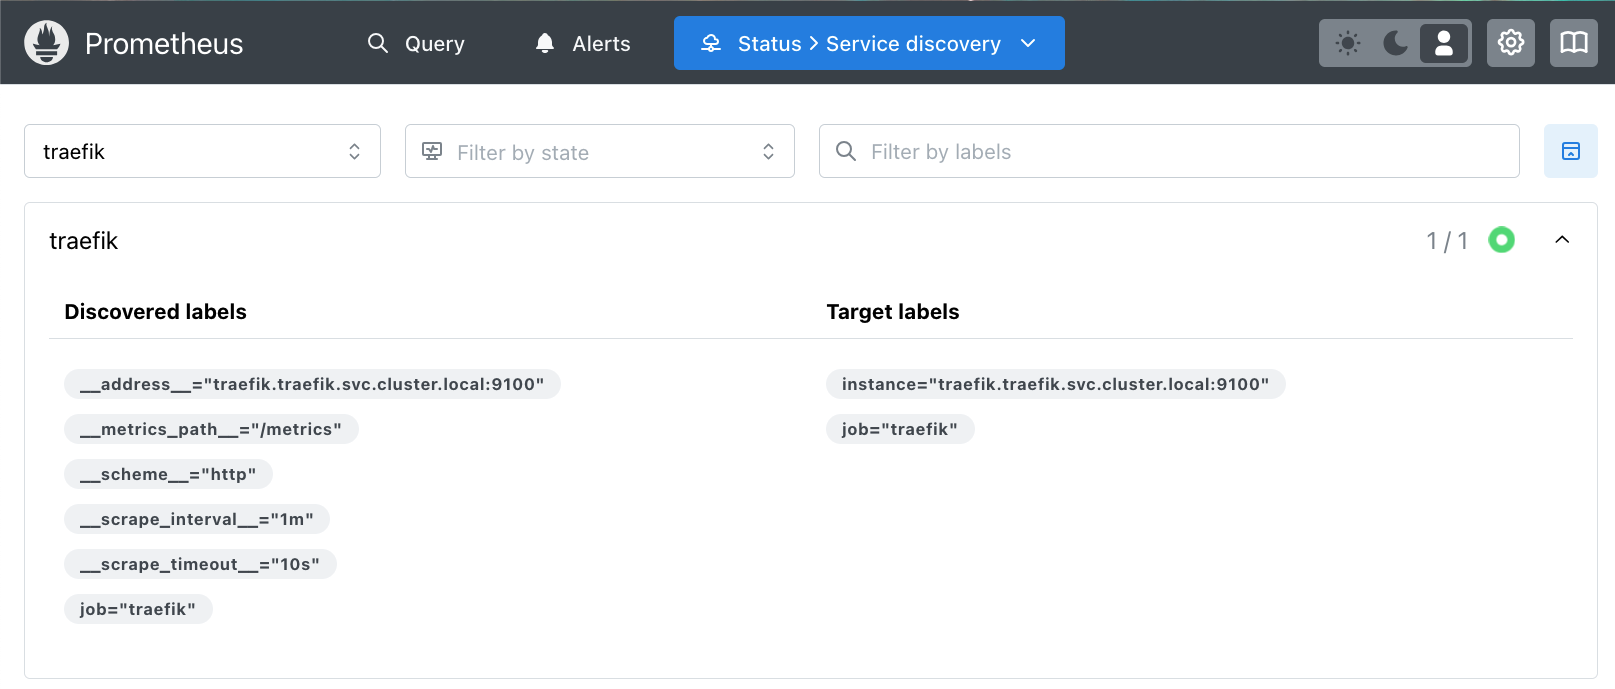 Prometheus
Query
Alerts
Status > Service discovery
traefik
Filter by state
Filter by labels
traefik
1 / 1
Discovered labels
Target labels
__address__="traefik.traefik.svc.cluster.local:9100"
instance="traefik.traefik.svc.cluster.local:9100"
__metrics_path__="/metrics"
job="traefik"
__scheme__="http"
__scrape_interval__="1m"
__scrape_timeout__="10s"
job="traefik"